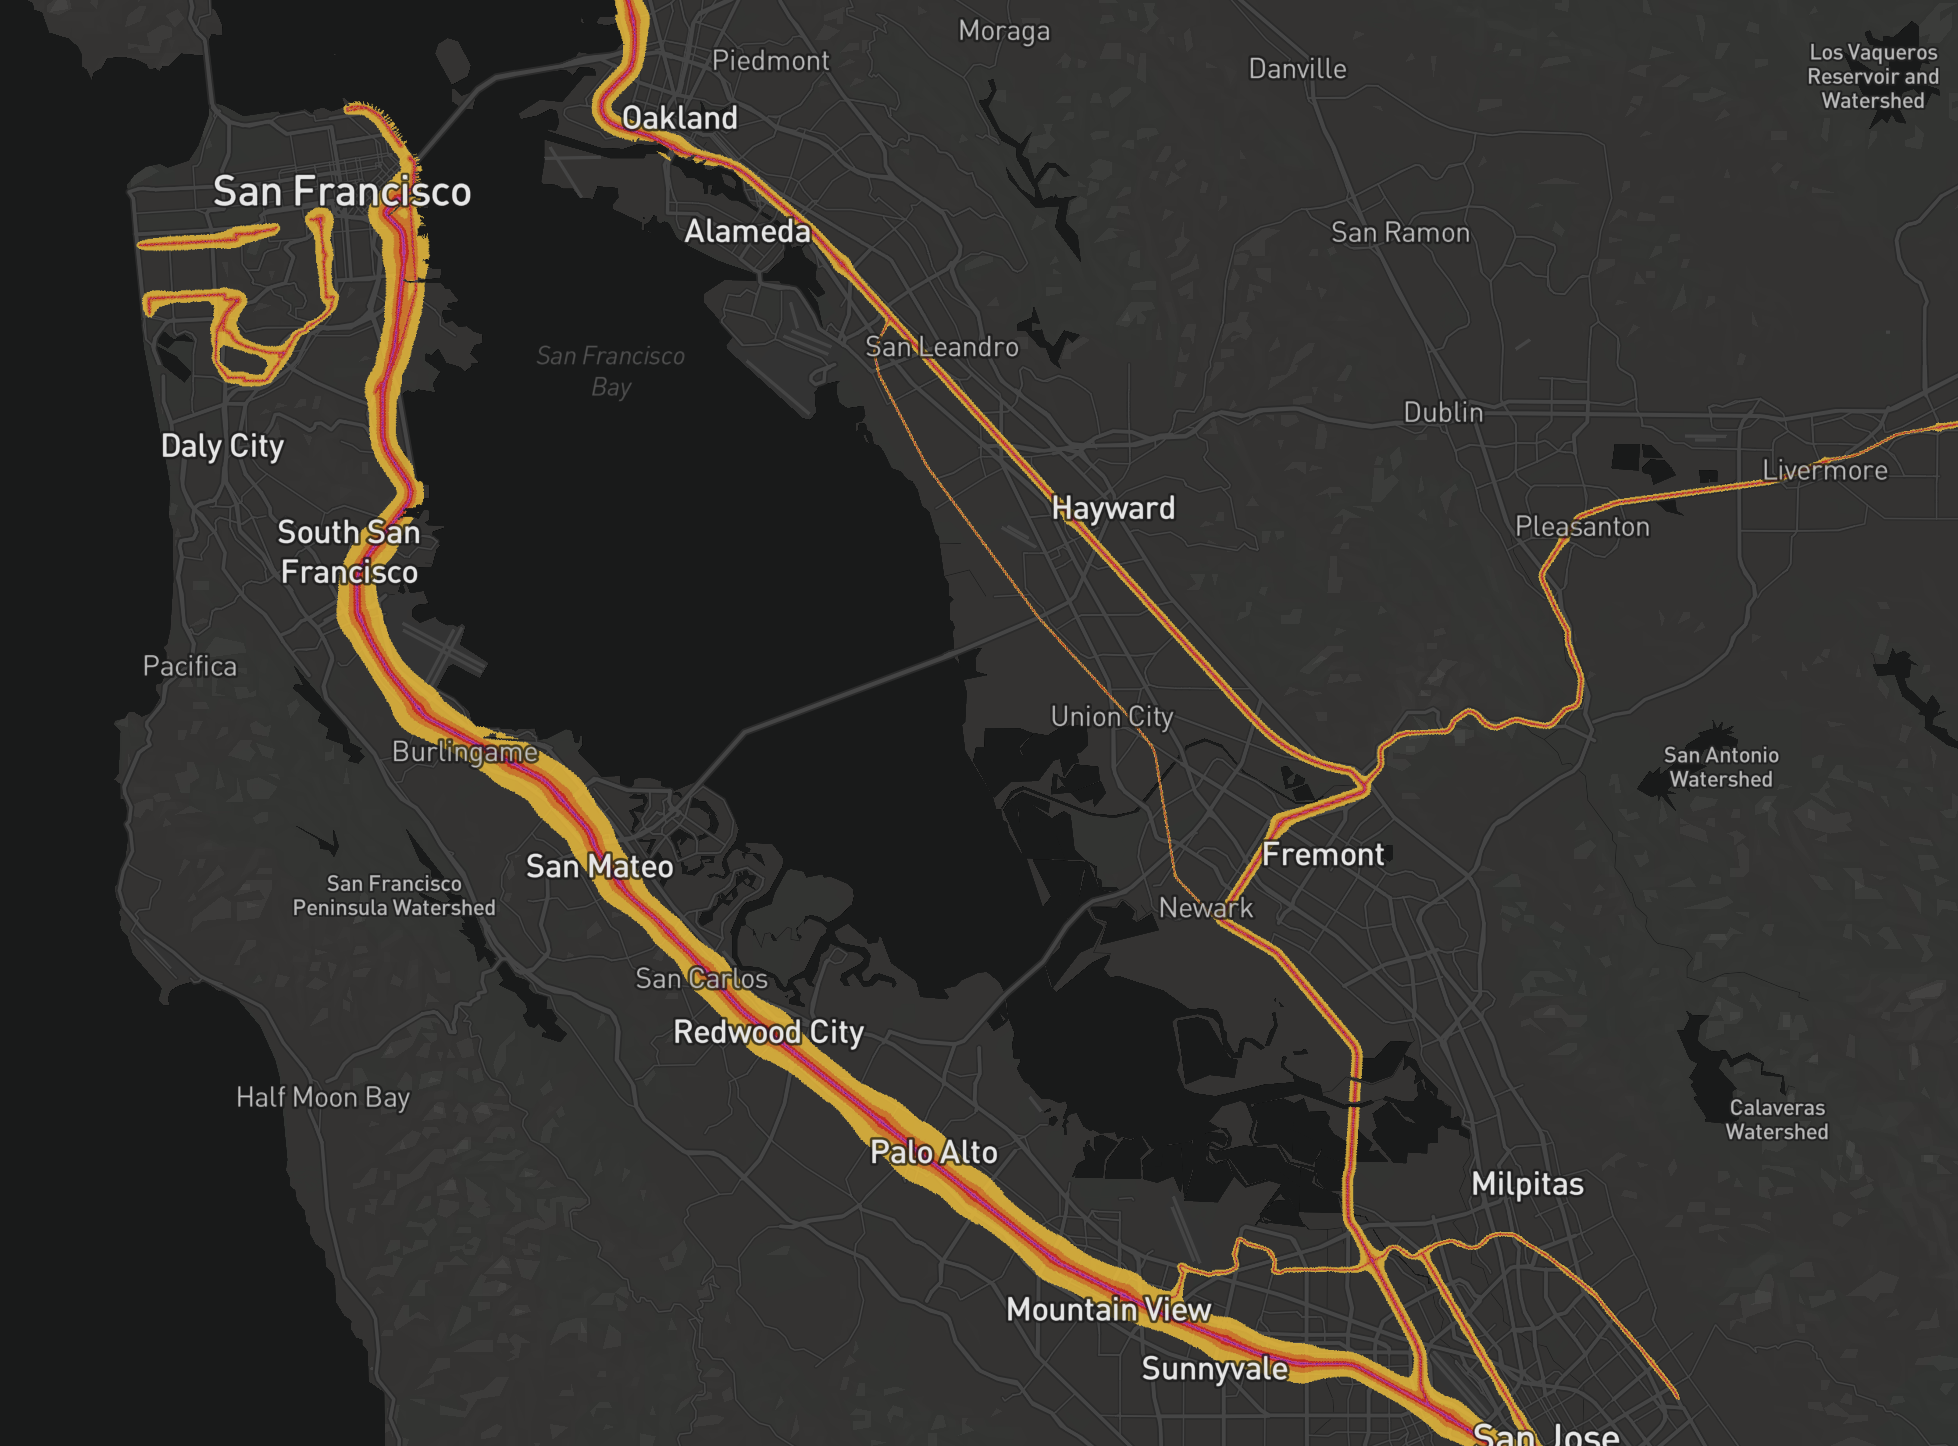 Moraga
Piedmont
Danville
Los Vaqueros
Reservoir and
Watershed
Oakland
San Francisco
Alameda
San Ramon
San Francisco
Bay
San Leandro
Dublin
Daly City
Livermore
Hayward
Pleasanton
South San
Francisco
Pacifica
Union City
Burlingame
San Antonio
Watershed
Fremont
San Mateo
San Francisco
Peninsula Watershed
Newark
San Carlos
Redwood City
Half Moon Bay
Calaveras
Watershed
Palo Alto
Milpitas
Mountain View
Sunnyvale
San Jose